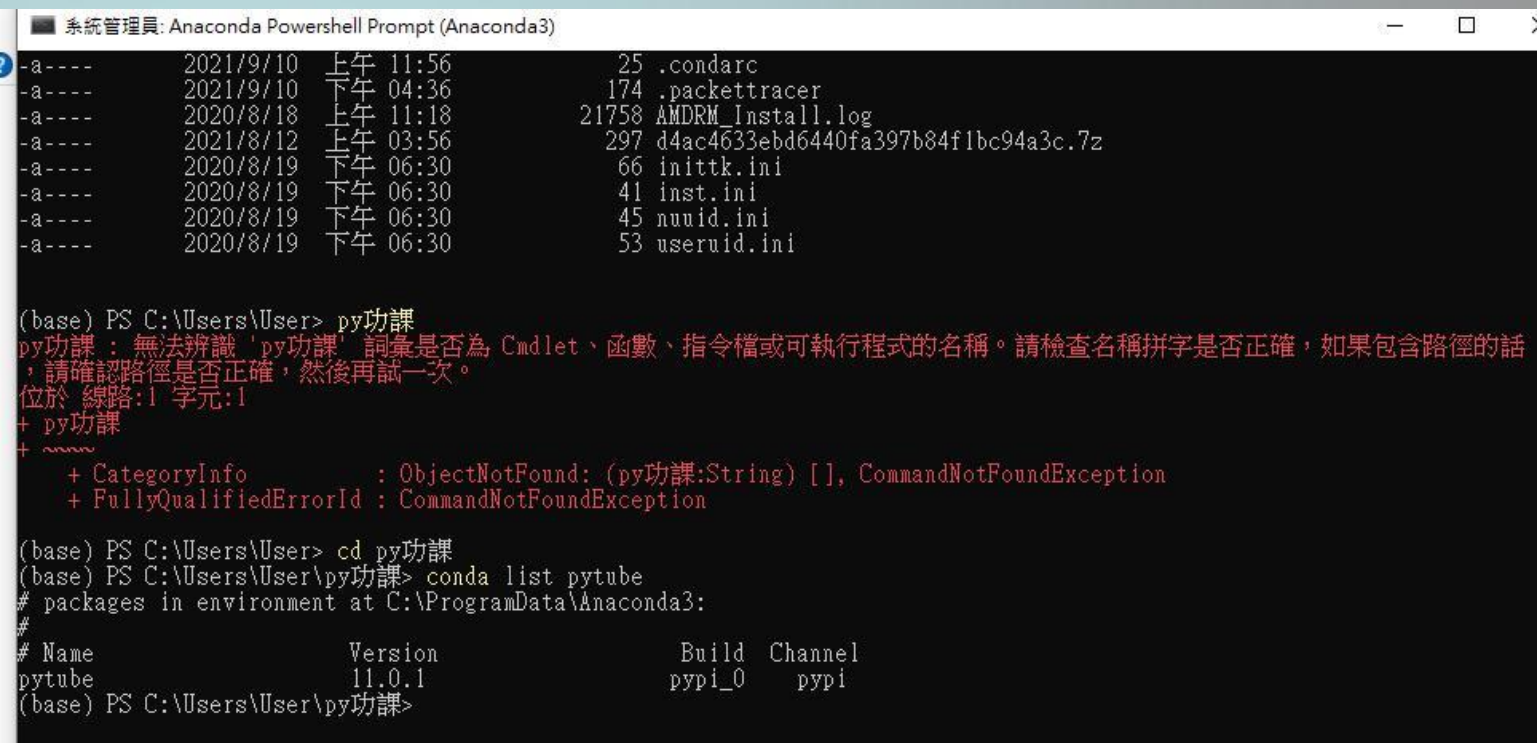 系統管理員: Anaconda Powershell Prompt (Anaconda3)
-a---- 2021/9/10 上午 11:56 25 .condarc
-a---- 2021/9/10 下午 04:36 174 .packettracer
-a---- 2020/8/18 上午 11:18 21758 AMDRM_Install.log
-a---- 2021/8/12 上午 03:56 297 d4ac4633ebd6440fa397b84f1bc94a3c.7z
-a---- 2020/8/19 下午 06:30 66 inittk.ini
-a---- 2020/8/19 下午 06:30 41 inst.ini
-a---- 2020/8/19 下午 06:30 45 nuuid.ini
-a---- 2020/8/19 下午 06:30 53 useruid.ini
(base) PS C:\Users\User> py功課
py功課 : 無法辨識 'py功課' 詞彙是否為 Cmdlet、函數、指令檔或可執行程式的名稱。請檢查名稱拼字是否正確，如果包含路徑的話
，請確認路徑是否正確，然後再試一次。
位於 線路:1 字元:1
+ py功課
+ ~~~~
+ CategoryInfo : ObjectNotFound: (py功課:String) [], CommandNotFoundException
+ FullyQualifiedErrorId : CommandNotFoundException
(base) PS C:\Users\User> cd py功課
(base) PS C:\Users\User\py功課> conda list pytube
# packages in environment at C:\ProgramData\Anaconda3:
#
# Name Version Build Channel
pytube 11.0.1 pypi_0 pypi
(base) PS C:\Users\User\py功課>